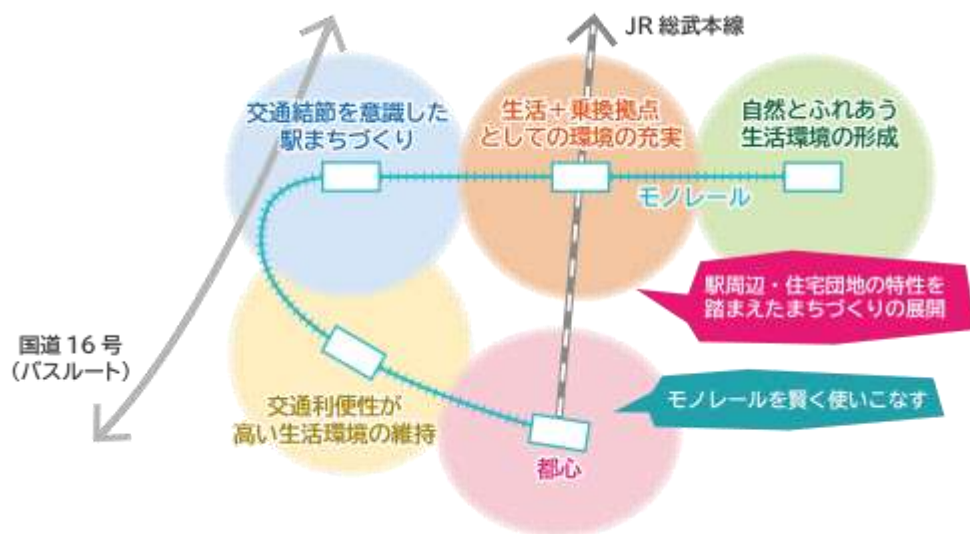 JR 総武本線
交通結節を意識した
駅まちづくり
生活＋乗換拠点
としての環境の充実
自然とふれあう
生活環境の形成
モノレール
駅周辺・住宅団地の特性を
踏まえたまちづくりの展開
国道 16 号
（バスルート）
交通利便性が
高い生活環境の維持
モノレールを賢く使いこなす
都心